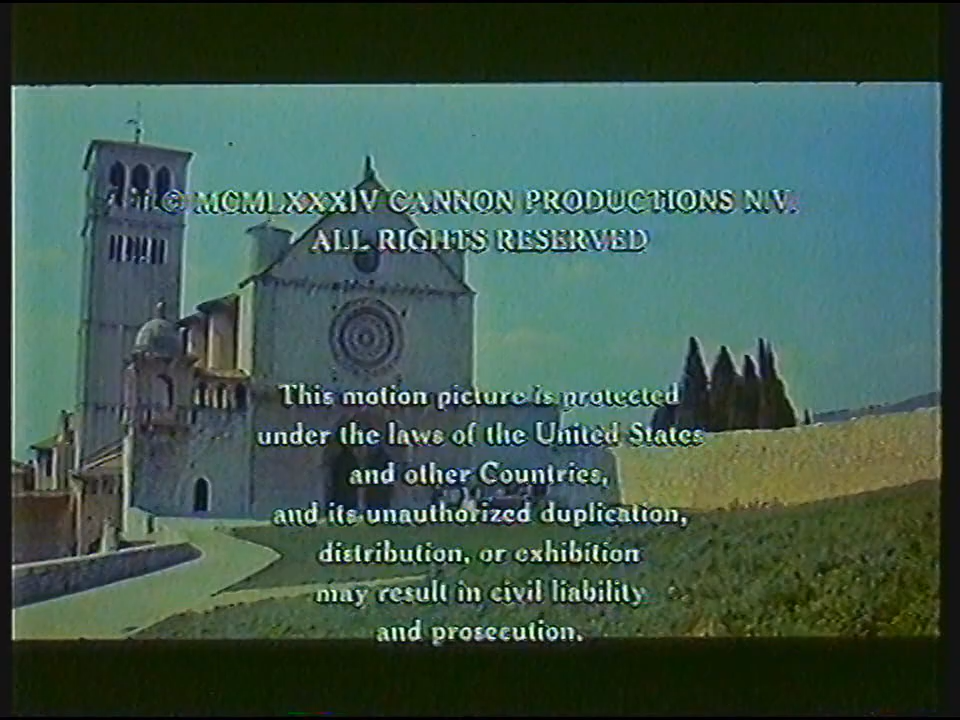 © MCMLXXXIV CANNON PRODUCTIONS N.V.
ALL RIGHTS RESERVED
This motion picture is protected
under the laws of the United States
and other Countries,
and its unauthorized duplication,
distribution, or exhibition
may result in civil liability
and prosecution.